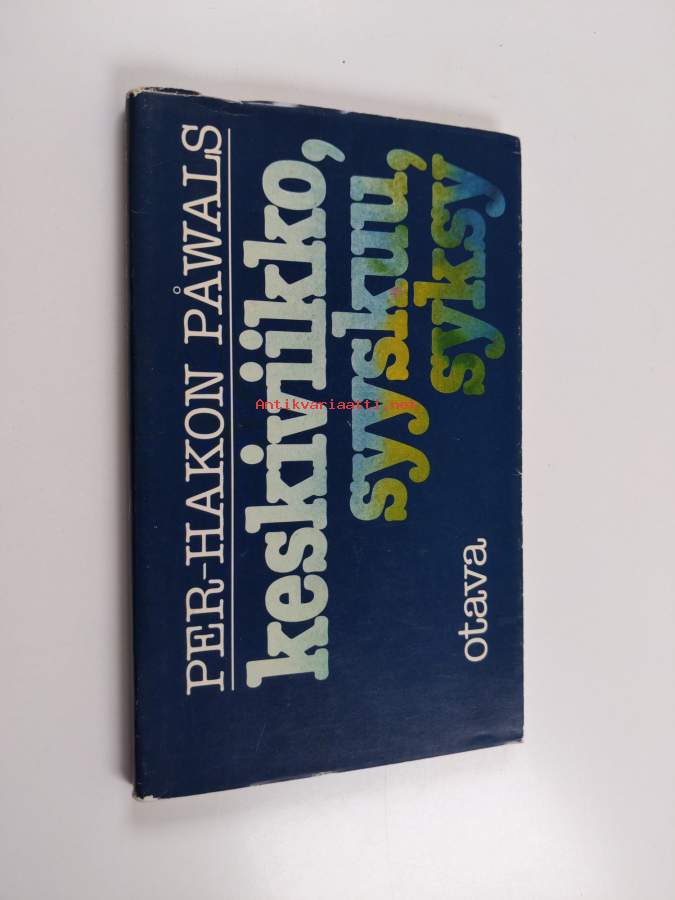 PER-HAKON PÅWALS
keskiviikko,
syyskuu,
syksy
otava
Antikvariaatti.net